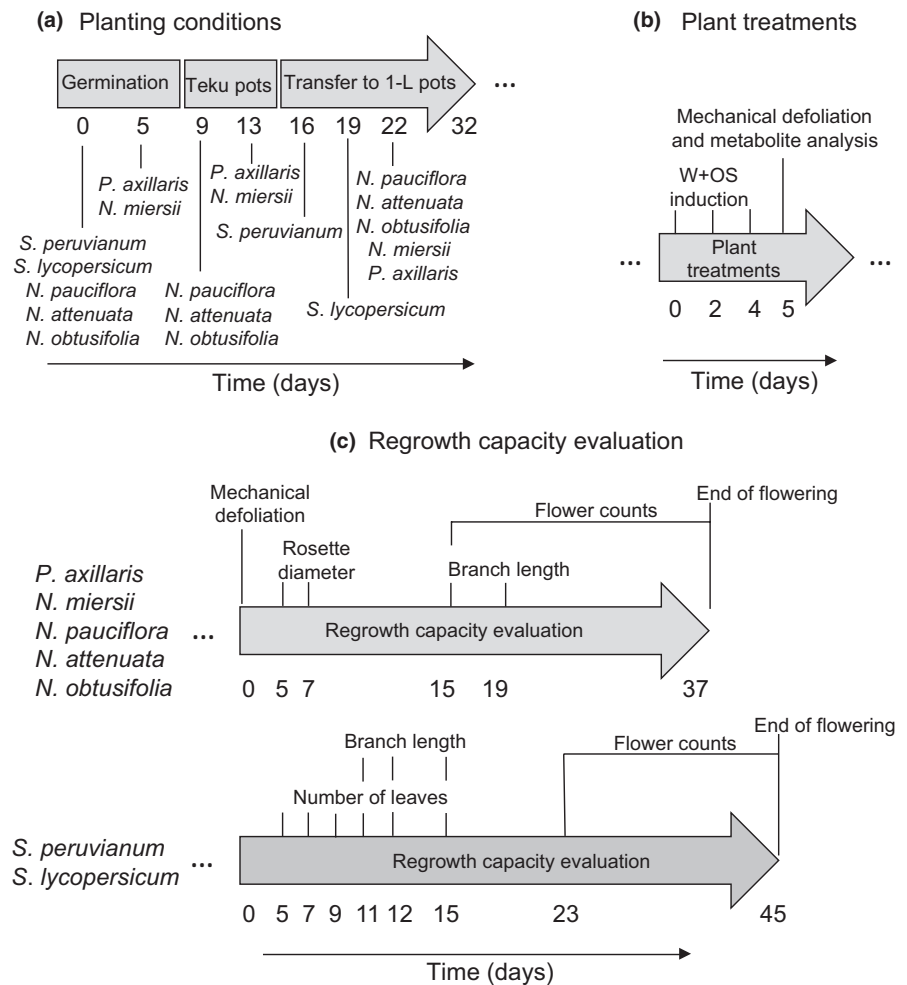 (a) Planting conditions
Germination Teku pots Transfer to 1-L pots ...
0 5 9 13 16 19 22 32
P. axillaris
N. miersii
P. axillaris
N. miersii
N. pauciflora
N. attenuata
N. obtusifolia
N. miersii
P. axillaris
S. peruvianum
S. peruvianum
S. lycopersicum
N. pauciflora
N. attenuata
N. obtusifolia
N. pauciflora
N. attenuata
N. obtusifolia
S. lycopersicum
Time (days)
(b) Plant treatments
Mechanical defoliation
and metabolite analysis
W+OS
induction
... Plant
treatments ...
0 2 4 5
Time (days)
(c) Regrowth capacity evaluation
Mechanical
defoliation
End of flowering
Flower counts
Rosette
diameter
Branch length
P. axillaris
N. miersii
N. pauciflora
N. attenuata
N. obtusifolia
... Regrowth capacity evaluation
0 5 7 15 19 37
End of flowering
Branch length
Flower counts
Number of leaves
S. peruvianum
S. lycopersicum
... Regrowth capacity evaluation
0 5 7 9 11 12 15 23 45
Time (days)